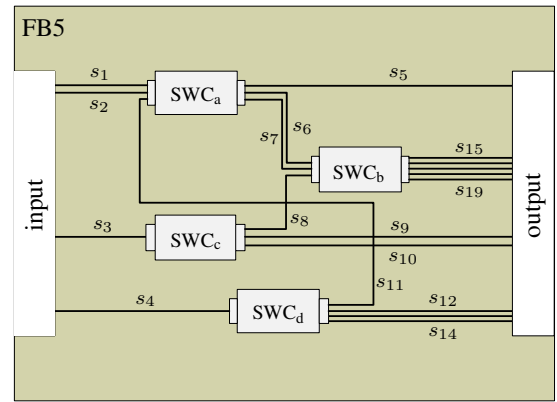 FB5
s1
s2
SWCa
s5
s7
s6
SWCb
s15
s19
input
output
s3
SWCc
s8
s9
s10
s11
s4
SWCd
s12
s14